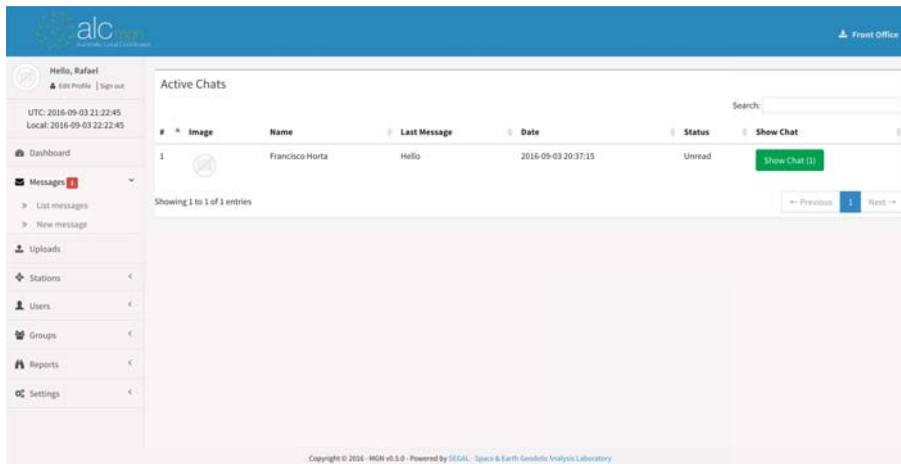 alc mgn
Automatic Local Coordinator
Front Office
Hello, Rafael
Edit Profile | Sign out
UTC: 2016-09-03 21:22:45
Local: 2016-09-03 22:22:45
Dashboard
Messages 1
List messages
New message
Uploads
Stations
Users
Groups
Reports
Settings
Active Chats
Search:
# Image Name Last Message Date Status Show Chat
1 Francisco Horta Hello 2016-09-03 20:37:15 Unread Show Chat (1)
Showing 1 to 1 of 1 entries
← Previous 1 Next →
Copyright © 2016 - MGN v0.5.0 - Powered by SEGAL - Space & Earth Geodetic Analysis Laboratory